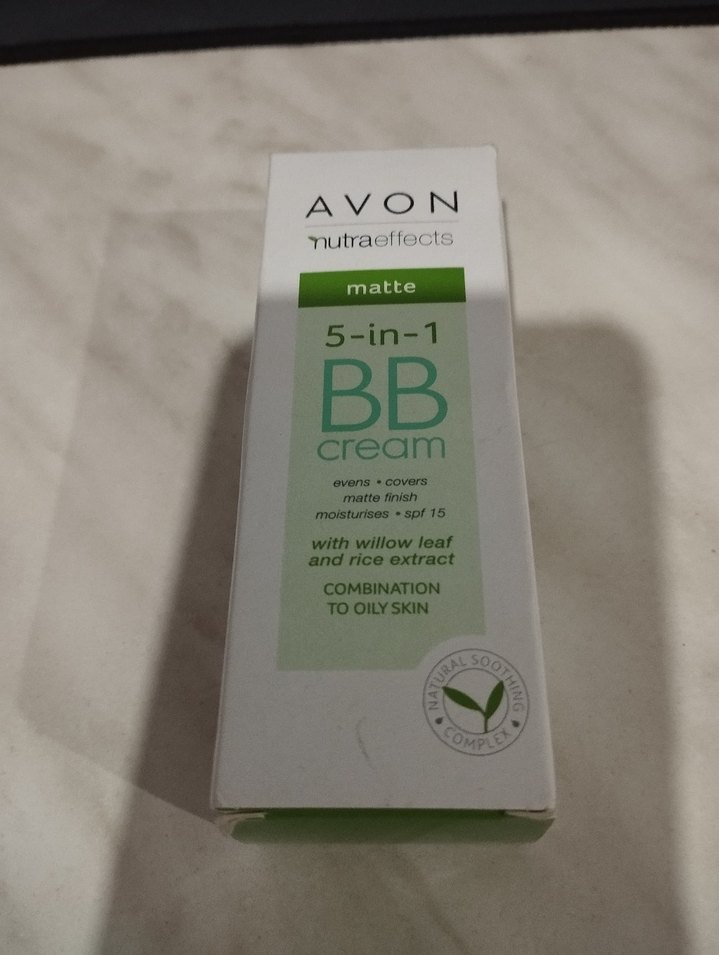 AVON
nutraeffects
matte
5-in-1
BB
cream
evens • covers
matte finish
moisturises • spf 15
with willow leaf
and rice extract
COMBINATION
TO OILY SKIN
NATURAL SOOTHING
COMPLEX